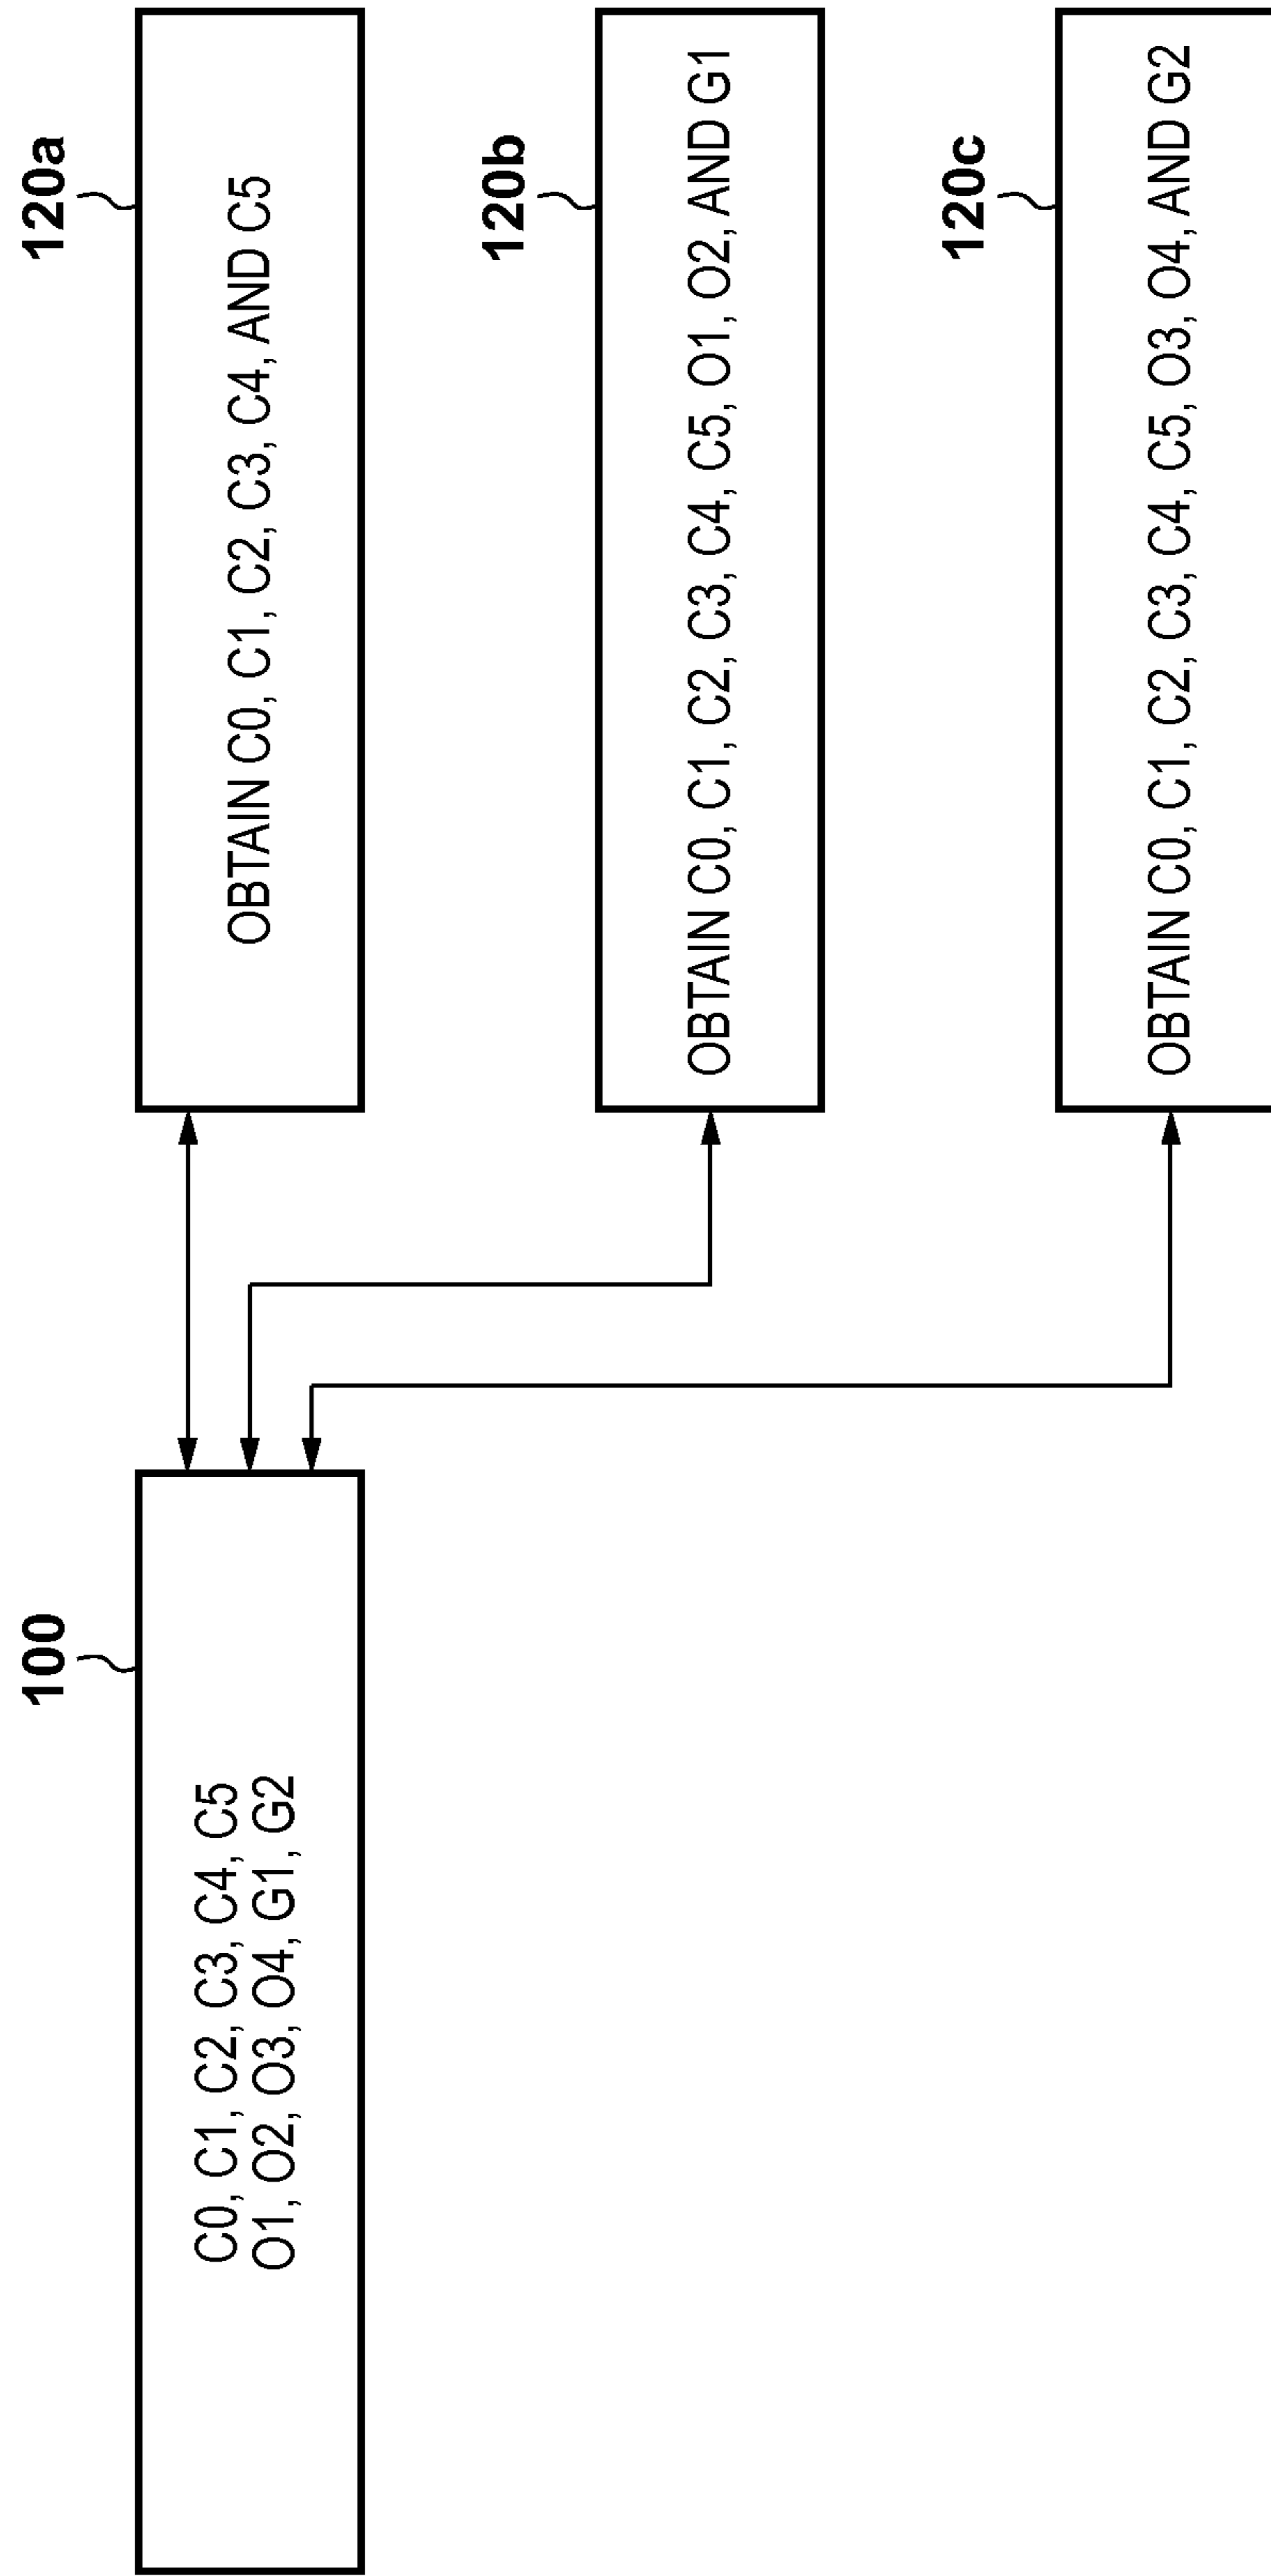 100
C0, C1, C2, C3, C4, C5
O1, O2, O3, O4, G1, G2
120a
OBTAIN C0, C1, C2, C3, C4, AND C5
120b
OBTAIN C0, C1, C2, C3, C4, C5, O1, O2, AND G1
120c
OBTAIN C0, C1, C2, C3, C4, C5, O3, O4, AND G2